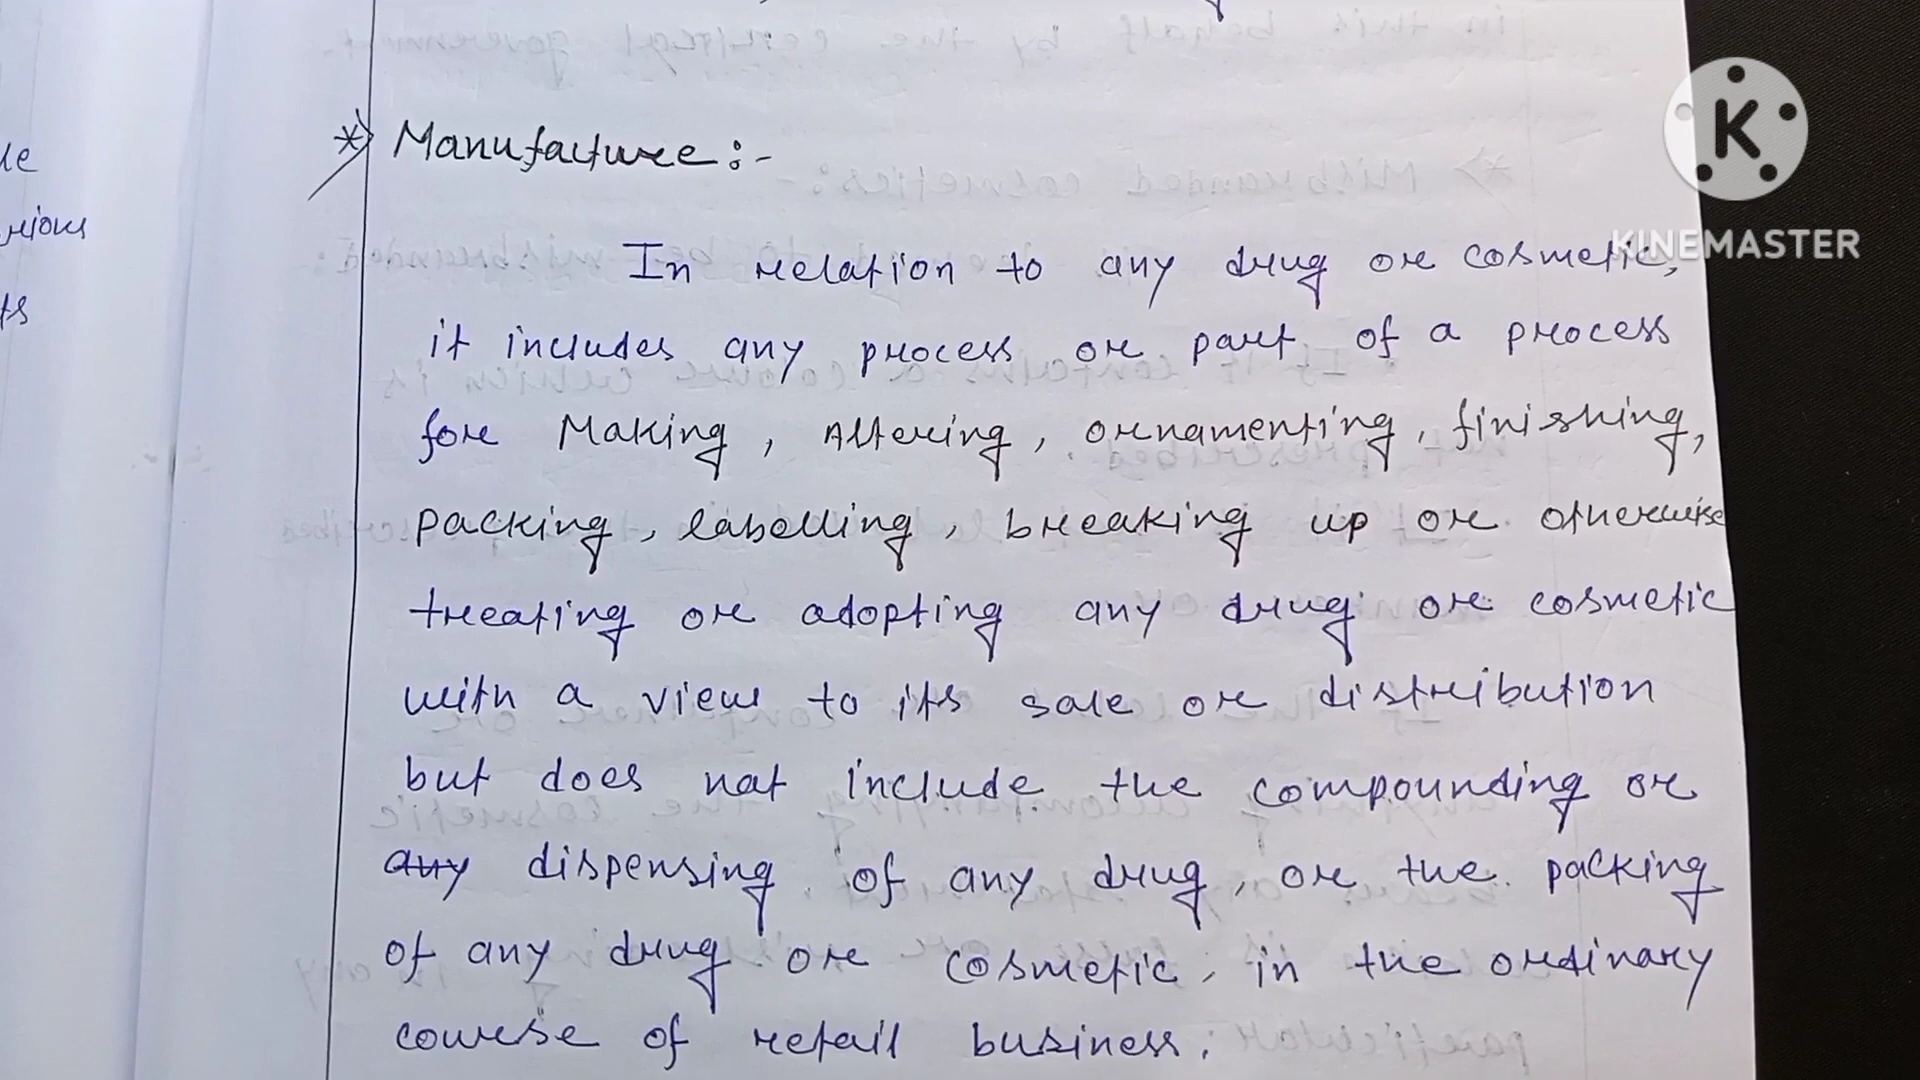 * Manufacture:-
In relation to any drug or cosmetic,
it includes any process or part of a process
for Making, Altering, ornamenting, finishing,
packing, labelling, breaking up or otherwise
treating or adopting any drug or cosmetic
with a view to its sale or distribution
but does not include the compounding or
any dispensing of any drug, or the packing
of any drug or cosmetic, in the ordinary
course of retail business;
K
KINEMASTER